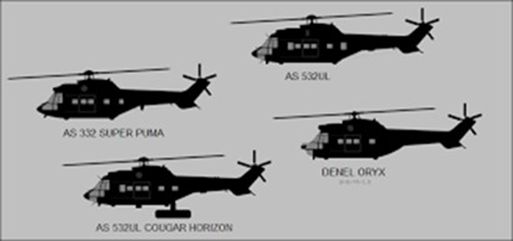 AS 532UL
AS 332 SUPER PUMA
DENEL ORYX
AS 532UL COUGAR HORIZON